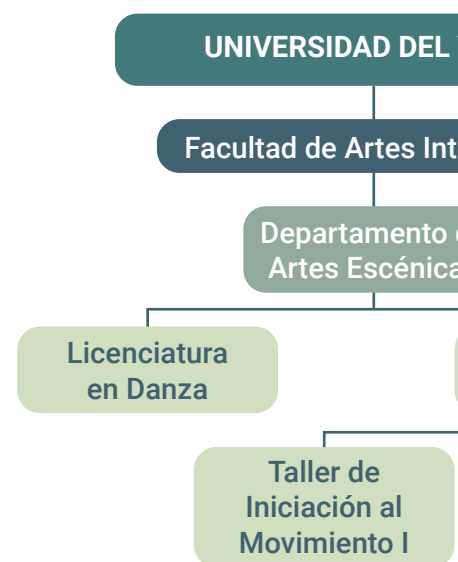 UNIVERSIDAD DEL
Facultad de Artes Int
Departamento
Artes Escénica
Licenciatura
en Danza
Taller de
Iniciación al
Movimiento I